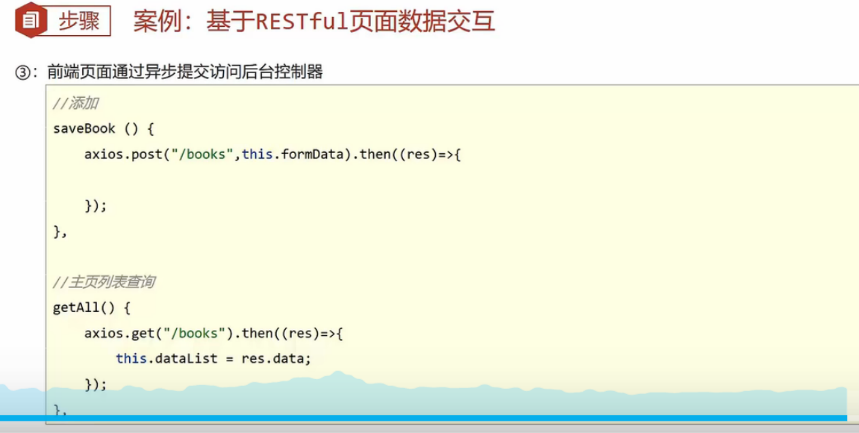 步骤 案例：基于RESTful页面数据交互
③：前端页面通过异步提交访问后台控制器
//添加
saveBook () {
axios.post("/books",this.formData).then((res)=>{
});
},
//主页列表查询
getAll() {
axios.get("/books").then((res)=>{
this.dataList = res.data;
});
},